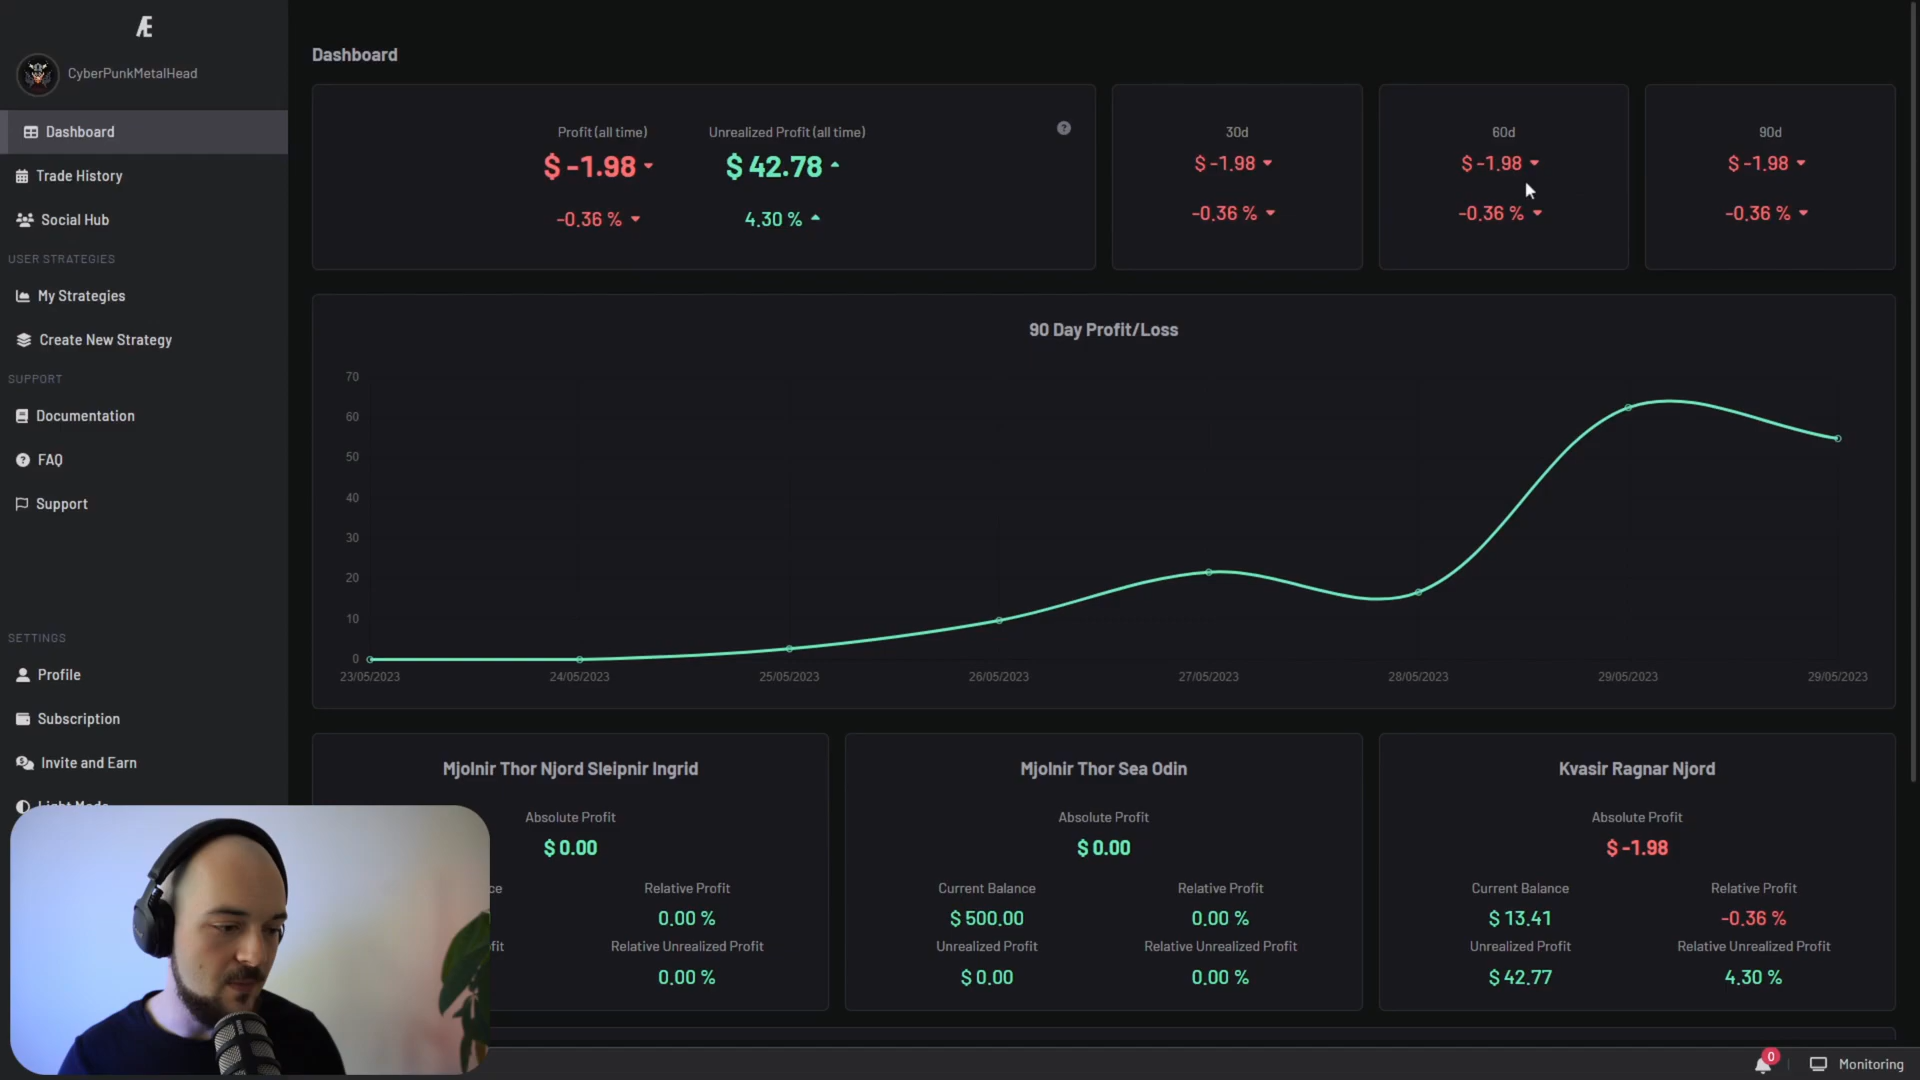 Æ
CyberPunkMetalHead
Dashboard
Trade History
Social Hub
USER STRATEGIES
My Strategies
Create New Strategy
SUPPORT
Documentation
FAQ
Support
SETTINGS
Profile
Subscription
Invite and Earn
Light Mode
Dashboard
Profit (all time)
$ -1.98
-0.36 %
Unrealized Profit (all time)
$ 42.78
4.30 %
?
30d
$ -1.98
-0.36 %
60d
$ -1.98
-0.36 %
90d
$ -1.98
-0.36 %
90 Day Profit/Loss
70
60
50
40
30
20
10
0
23/05/2023
24/05/2023
25/05/2023
26/05/2023
27/05/2023
28/05/2023
29/05/2023
29/05/2023
Mjolnir Thor Njord Sleipnir Ingrid
Absolute Profit
$ 0.00
Relative Profit
0.00 %
Relative Unrealized Profit
0.00 %
Mjolnir Thor Sea Odin
Absolute Profit
$ 0.00
Current Balance
$ 500.00
Relative Profit
0.00 %
Unrealized Profit
$ 0.00
Relative Unrealized Profit
0.00 %
Kvasir Ragnar Njord
Absolute Profit
$ -1.98
Current Balance
$ 13.41
Relative Profit
-0.36 %
Unrealized Profit
$ 42.77
Relative Unrealized Profit
4.30 %
0
Monitoring